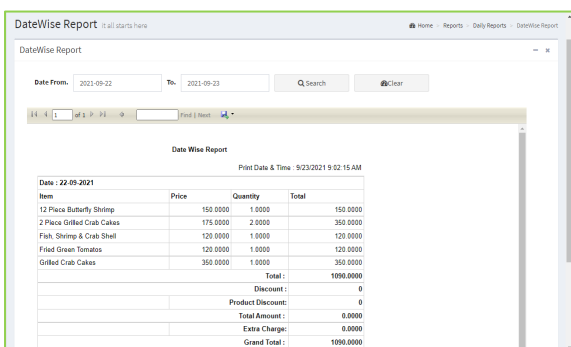 DateWise Report it all starts here
Home > Reports > Daily Reports > DateWise Report
DateWise Report
Date From. 2021-09-22 To. 2021-09-23 Search Clear
1 of 1 Find | Next
Date Wise Report
Print Date & Time : 9/23/2021 9:02:15 AM
Date : 22-09-2021
Item Price Quantity Total
12 Piece Butterfly Shrimp 150.0000 1.0000 150.0000
2 Piece Grilled Crab Cakes 175.0000 2.0000 350.0000
Fish, Shrimp & Crab Shell 120.0000 1.0000 120.0000
Fried Green Tomatos 120.0000 1.0000 120.0000
Grilled Crab Cakes 350.0000 1.0000 350.0000
Total : 1090.0000
Discount : 0
Product Discount: 0
Total Amount : 0.0000
Extra Charge: 0.0000
Grand Total : 1090.0000